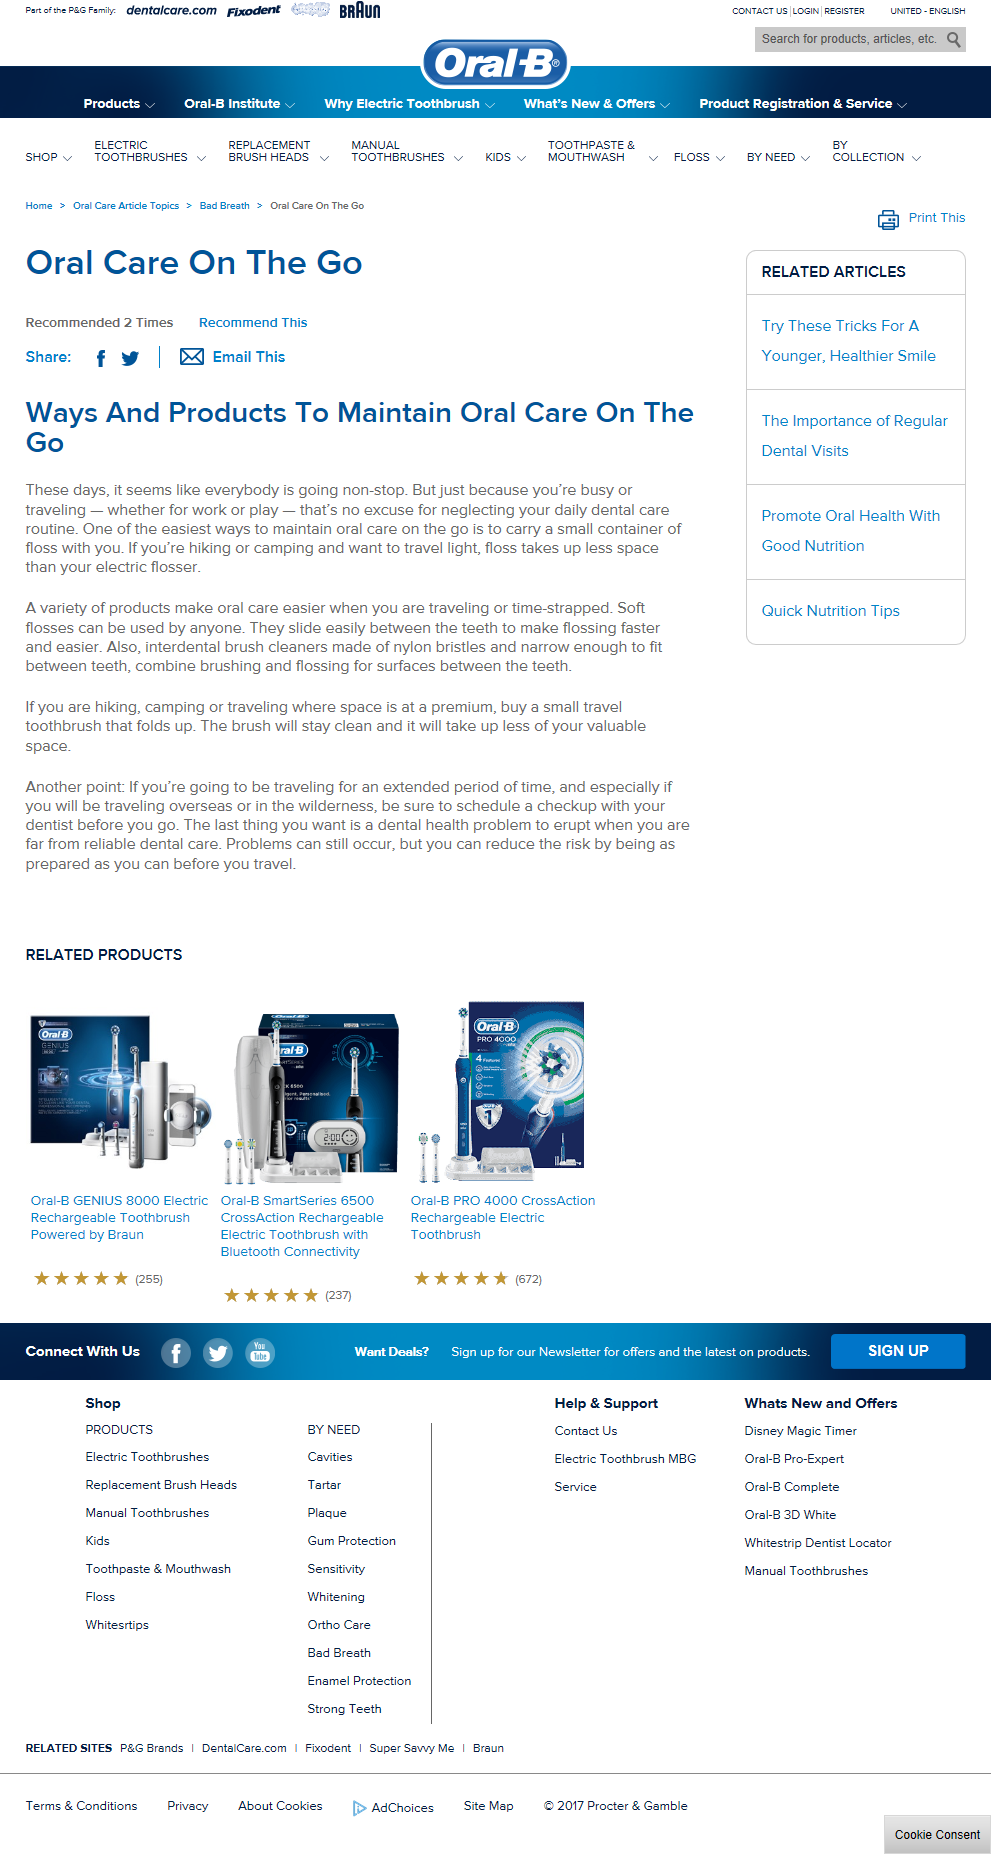 Part of the P&G Family: dentalcare.com Fixodent BRAUN
CONTACT US | LOGIN | REGISTER UNITED - ENGLISH
Search for products, articles, etc.
Oral-B®
Products Oral-B Institute Why Electric Toothbrush What's New & Offers Product Registration & Service
SHOP ELECTRIC TOOTHBRUSHES REPLACEMENT BRUSH HEADS MANUAL TOOTHBRUSHES KIDS TOOTHPASTE & MOUTHWASH FLOSS BY NEED BY COLLECTION
Home > Oral Care Article Topics > Bad Breath > Oral Care On The Go
Print This
Oral Care On The Go
Recommended 2 Times Recommend This
Share: Email This
Ways And Products To Maintain Oral Care On The
Go
These days, it seems like everybody is going non-stop. But just because you're busy or
traveling — whether for work or play — that's no excuse for neglecting your daily dental care
routine. One of the easiest ways to maintain oral care on the go is to carry a small container of
floss with you. If you're hiking or camping and want to travel light, floss takes up less space
than your electric flosser.
A variety of products make oral care easier when you are traveling or time-strapped. Soft
flosses can be used by anyone. They slide easily between the teeth to make flossing faster
and easier. Also, interdental brush cleaners made of nylon bristles and narrow enough to fit
between teeth, combine brushing and flossing for surfaces between the teeth.
If you are hiking, camping or traveling where space is at a premium, buy a small travel
toothbrush that folds up. The brush will stay clean and it will take up less of your valuable
space.
Another point: If you're going to be traveling for an extended period of time, and especially if
you will be traveling overseas or in the wilderness, be sure to schedule a checkup with your
dentist before you go. The last thing you want is a dental health problem to erupt when you are
far from reliable dental care. Problems can still occur, but you can reduce the risk by being as
prepared as you can before you travel.
RELATED ARTICLES
Try These Tricks For A
Younger, Healthier Smile
The Importance of Regular
Dental Visits
Promote Oral Health With
Good Nutrition
Quick Nutrition Tips
RELATED PRODUCTS
Oral-B
GENIUS
ral-B
6500
2:00
Oral-B
PRO 4000
4 Features
1
Oral-B GENIUS 8000 Electric
Rechargeable Toothbrush
Powered by Braun
(255)
Oral-B SmartSeries 6500
CrossAction Rechargeable
Electric Toothbrush with
Bluetooth Connectivity
(237)
Oral-B PRO 4000 CrossAction
Rechargeable Electric
Toothbrush
(672)
Connect With Us You Tube Want Deals? Sign up for our Newsletter for offers and the latest on products. SIGN UP
Shop
PRODUCTS
Electric Toothbrushes
Replacement Brush Heads
Manual Toothbrushes
Kids
Toothpaste & Mouthwash
Floss
Whitesrtips
BY NEED
Cavities
Tartar
Plaque
Gum Protection
Sensitivity
Whitening
Ortho Care
Bad Breath
Enamel Protection
Strong Teeth
Help & Support
Contact Us
Electric Toothbrush MBG
Service
Whats New and Offers
Disney Magic Timer
Oral-B Pro-Expert
Oral-B Complete
Oral-B 3D White
Whitestrip Dentist Locator
Manual Toothbrushes
RELATED SITES P&G Brands | DentalCare.com | Fixodent | Super Savvy Me | Braun
Terms & Conditions Privacy About Cookies AdChoices Site Map © 2017 Procter & Gamble
Cookie Consent